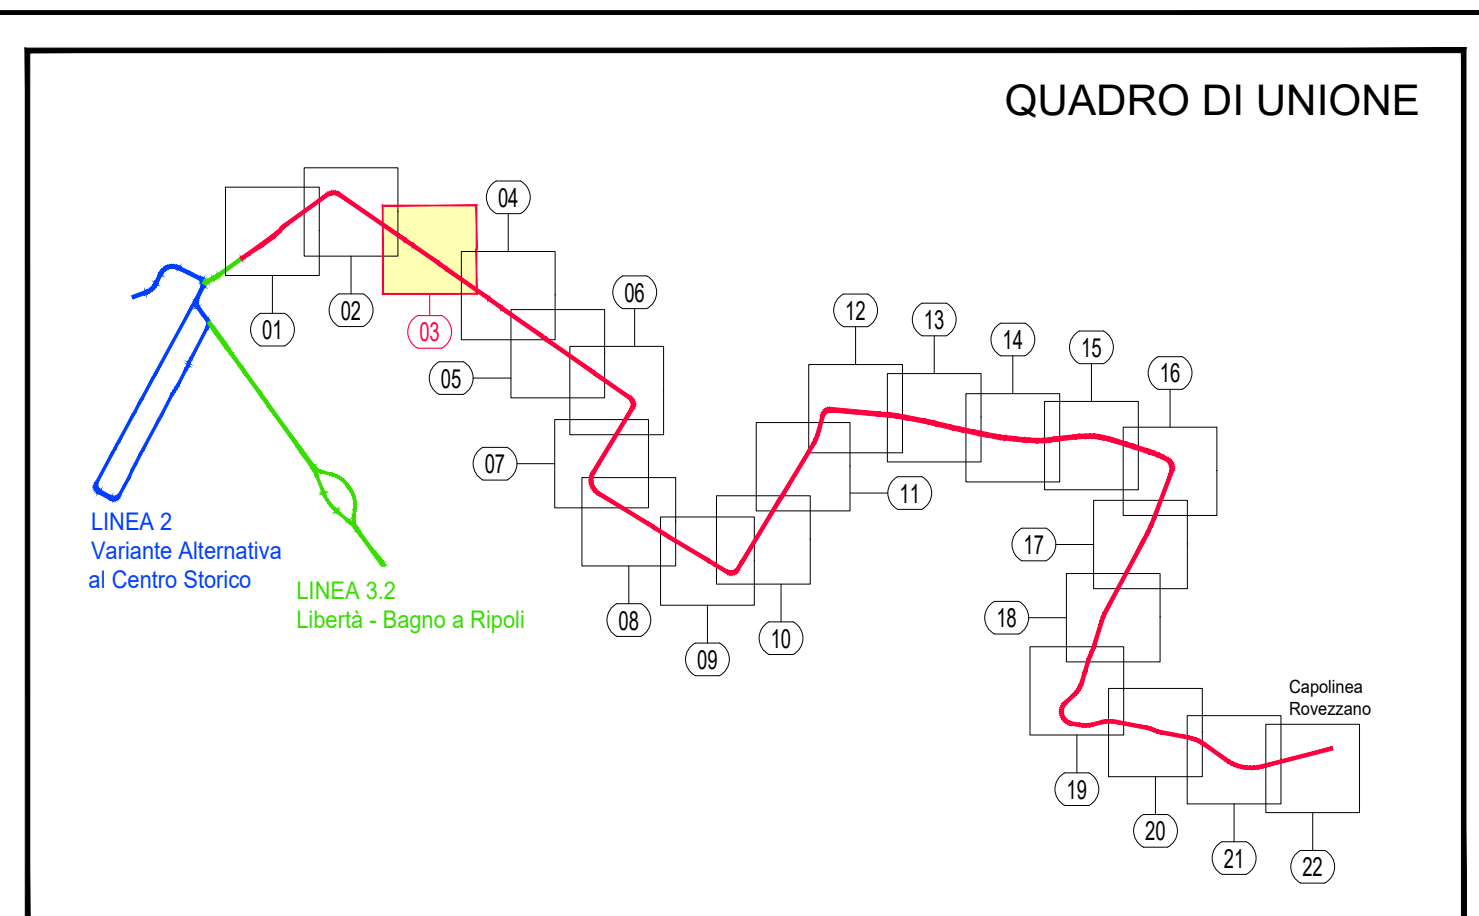 QUADRO DI UNIONE
04
06
01
02
03
12
13
14
15
16
05
07
11
17
LINEA 2
Variante Alternativa
al Centro Storico
LINEA 3.2
Libertà - Bagno a Ripoli
08
09
10
18
Capolinea
Rovezzano
19
20
21
22